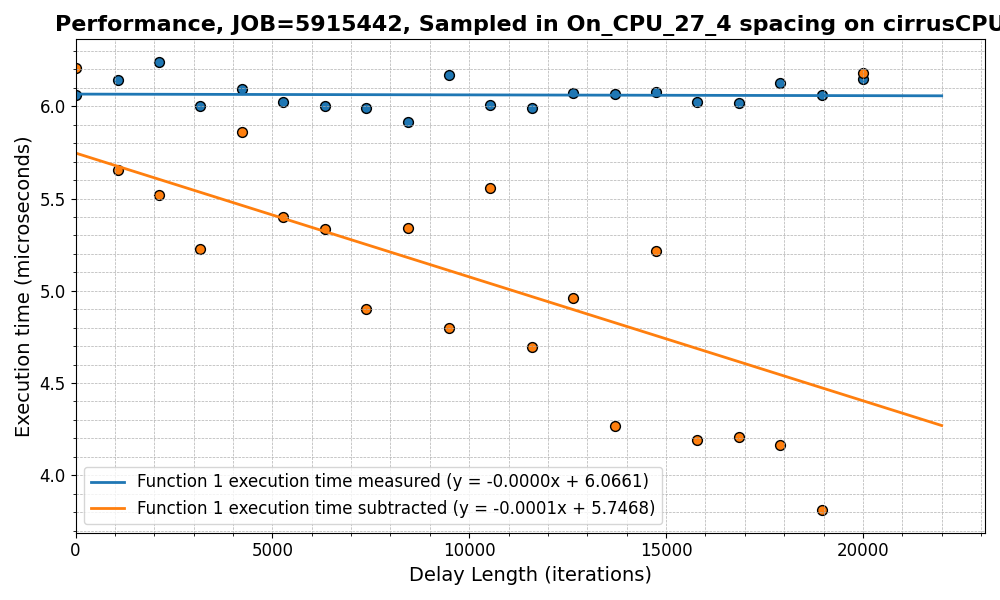 Performance, JOB=5915442, Sampled in On_CPU_27_4 spacing on cirrusCPU
Execution time (microseconds)
6.0
5.5
5.0
4.5
4.0
Function 1 execution time measured (y = -0.0000x + 6.0661)
Function 1 execution time subtracted (y = -0.0001x + 5.7468)
0 5000 10000 15000 20000
Delay Length (iterations)